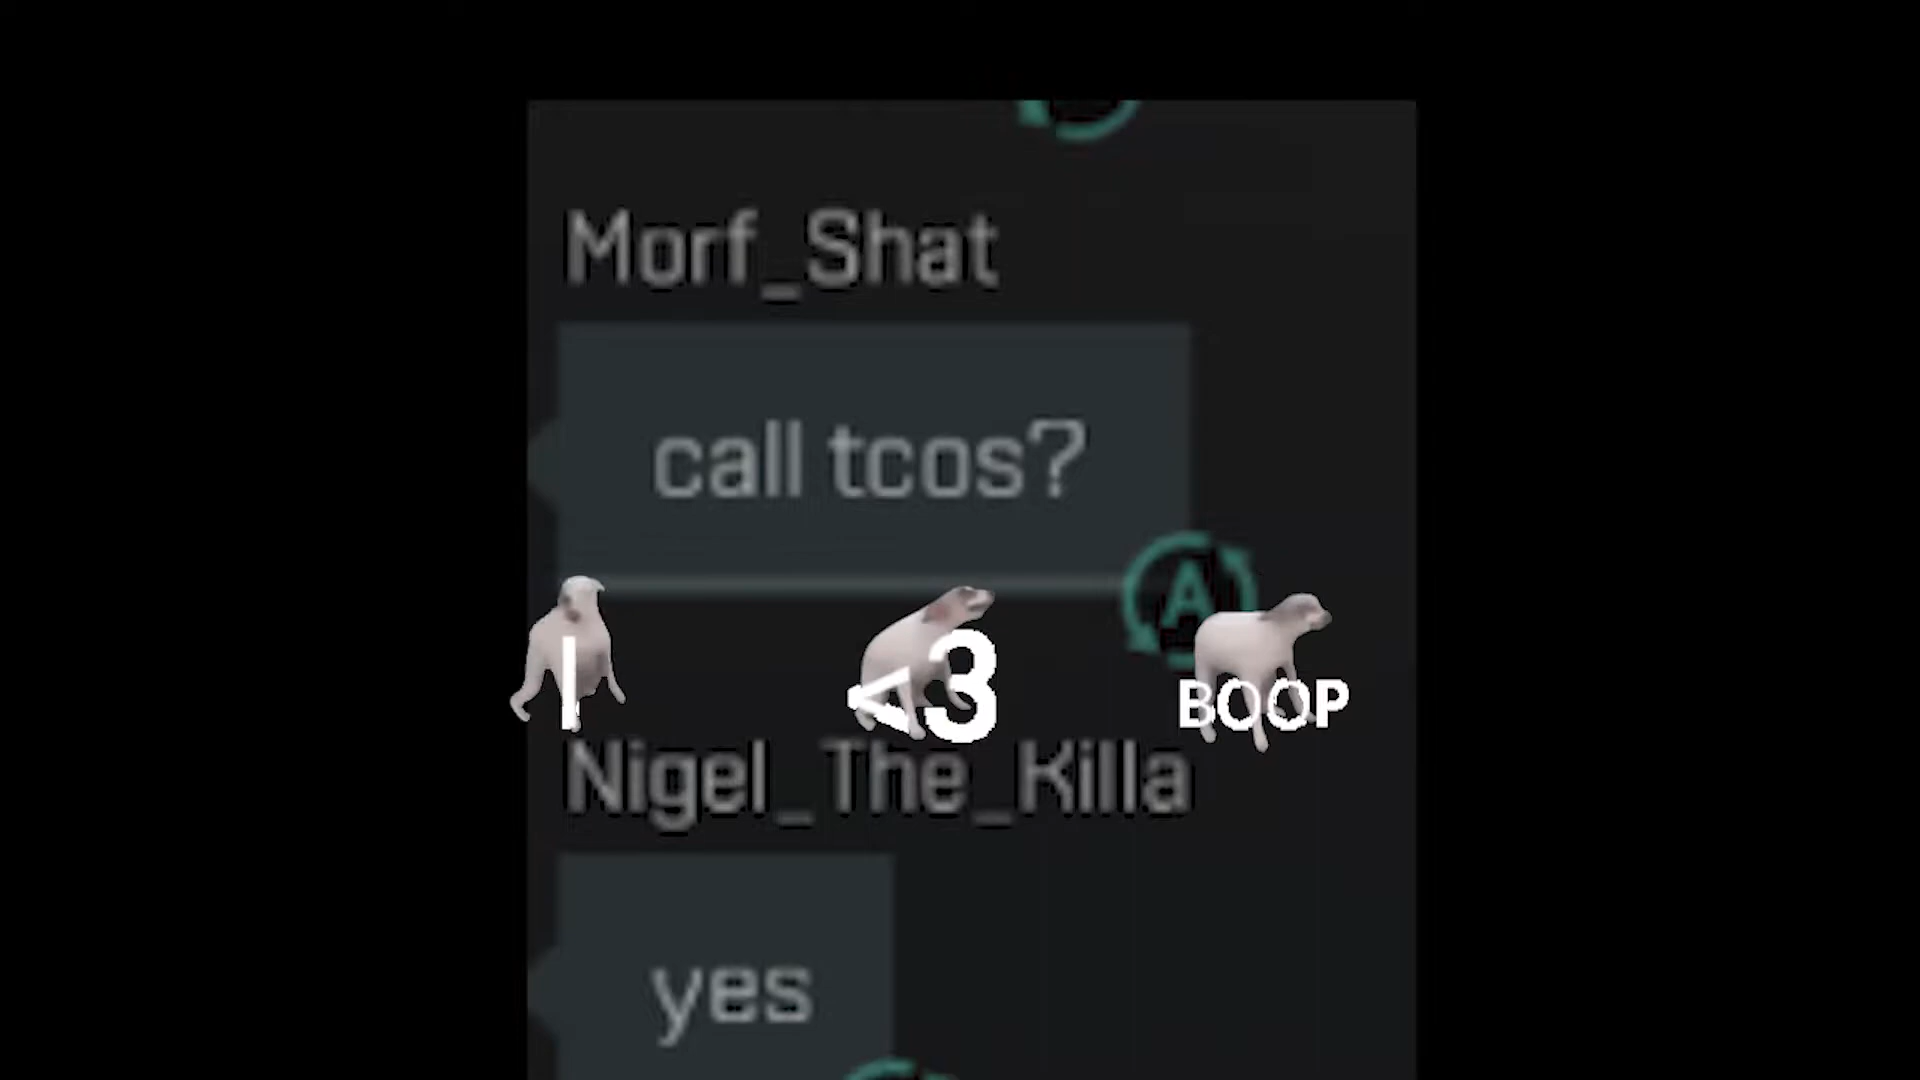 Morf_Shat
call tcos?
A
I <3 BOOP
Nigel_The_Killa
yes